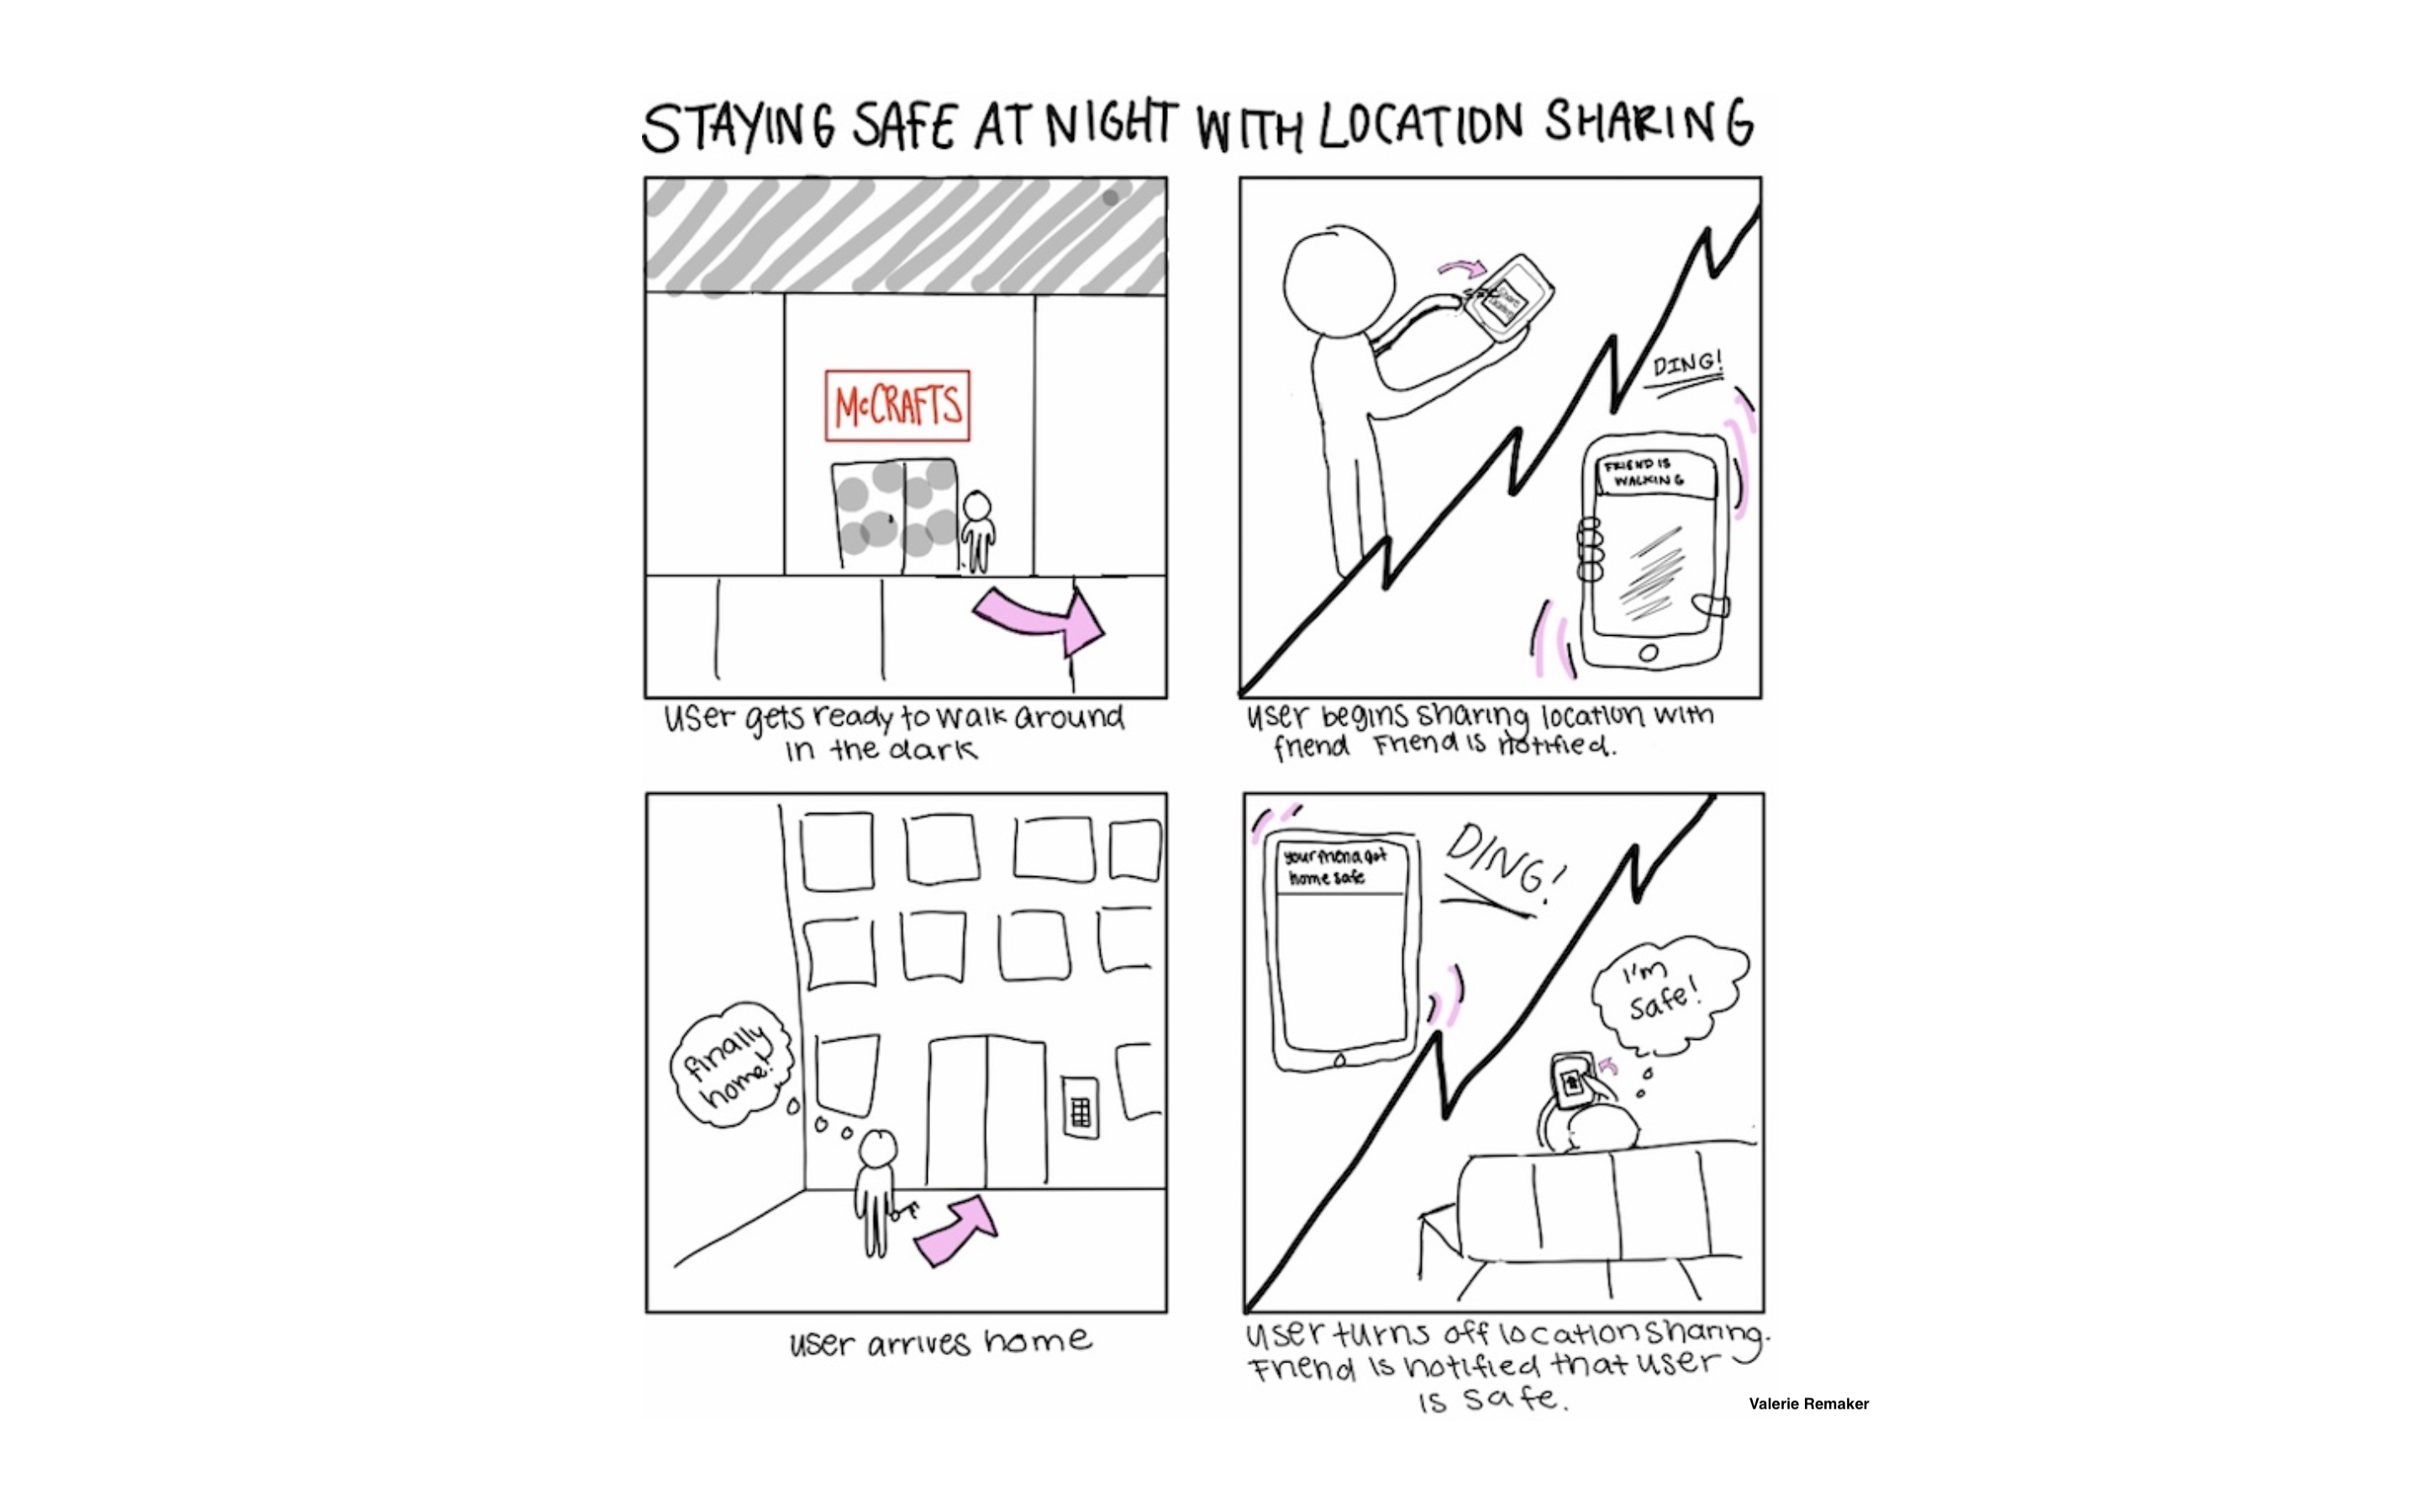 STAYING SAFE AT NIGHT WITH LOCATION SHARING
McCRAFTS
user gets ready to walk around
in the dark
Share
Location
DING!
FRIEND IS
WALKING
user begins sharing location with
friend Friend is notified.
finally
home!
user arrives home
your friend got
home safe
DING!
I'm
safe!
user turns off location sharing.
Friend is notified that user
is safe.
Valerie Remaker